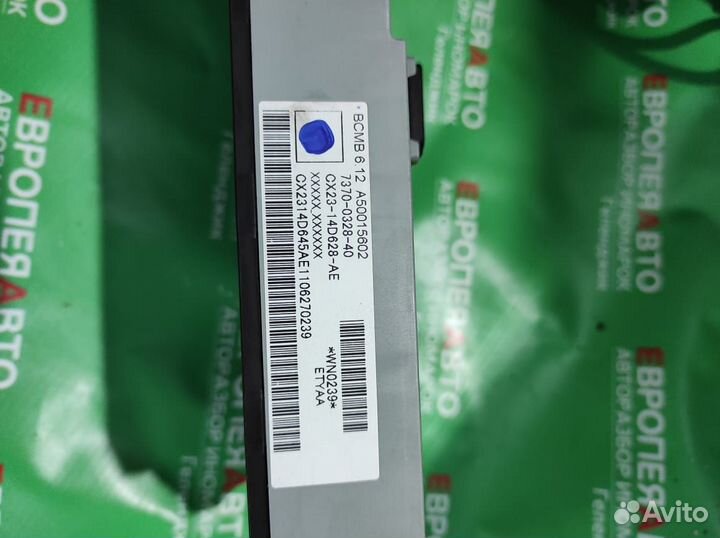 BCMB 6.12 A50015602
7370-0328-40
CX23-14D628-AE
XXXXX.XXXXXX
CX2314D645AE1106270239
*WN0239*
ETYAA
ЕВРОПЕЯАВТО
АВТОРАЗБОР ИНОМАРОК
Геленджик
Avito